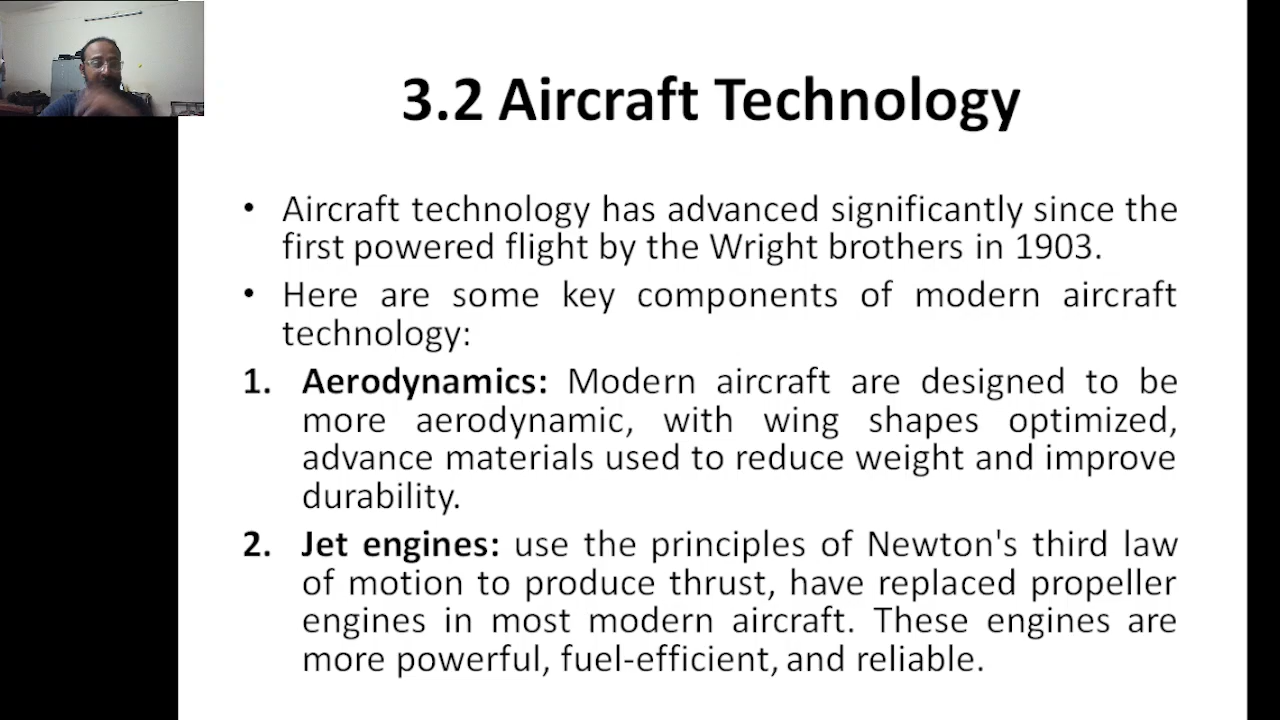 3.2 Aircraft Technology
• Aircraft technology has advanced significantly since the
first powered flight by the Wright brothers in 1903.
• Here are some key components of modern aircraft
technology:
1. Aerodynamics: Modern aircraft are designed to be
more aerodynamic, with wing shapes optimized,
advance materials used to reduce weight and improve
durability.
2. Jet engines: use the principles of Newton's third law
of motion to produce thrust, have replaced propeller
engines in most modern aircraft. These engines are
more powerful, fuel-efficient, and reliable.